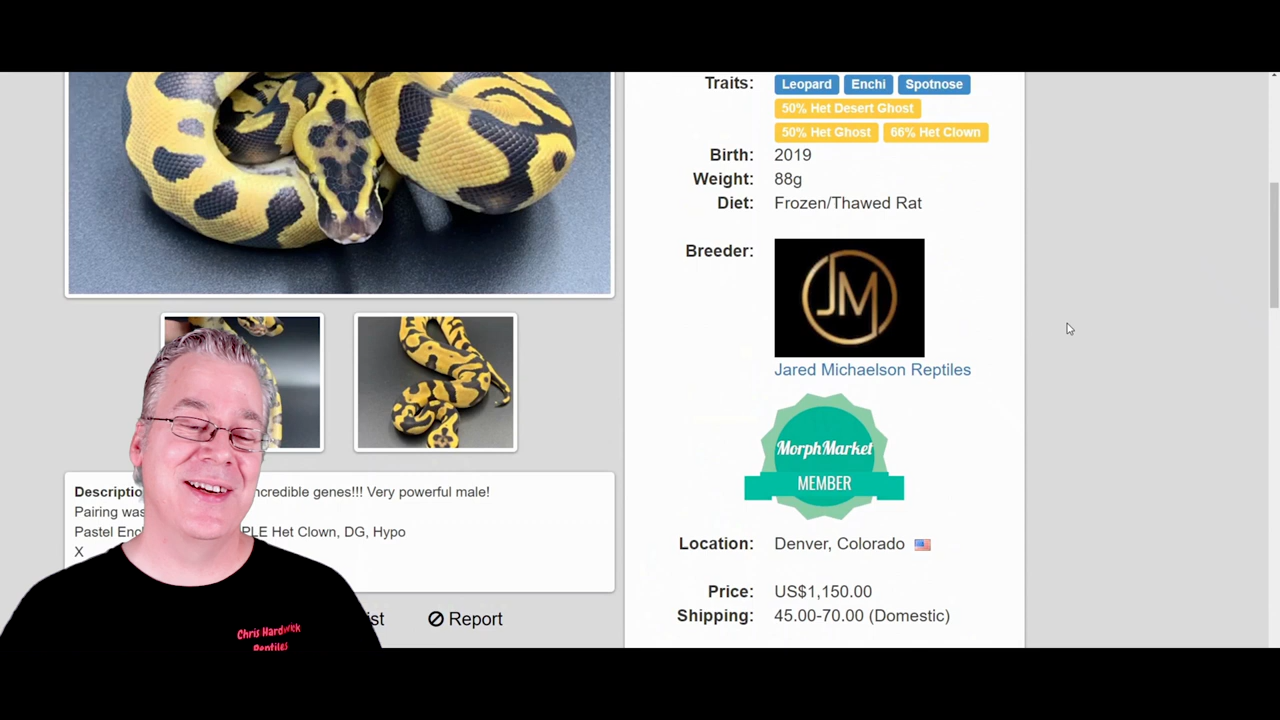 Traits: Leopard Enchi Spotnose
50% Het Desert Ghost
50% Het Ghost 66% Het Clown
Birth: 2019
Weight: 88g
Diet: Frozen/Thawed Rat
Breeder:
JM
Jared Michaelson Reptiles
MorphMarket
MEMBER
Location: Denver, Colorado
Price: US$1,150.00
Shipping: 45.00-70.00 (Domestic)
Descriptio ncredible genes!!! Very powerful male!
Pairing was
Pastel Enc PLE Het Clown, DG, Hypo
X
ist Report
Chris Hardwick
Reptiles